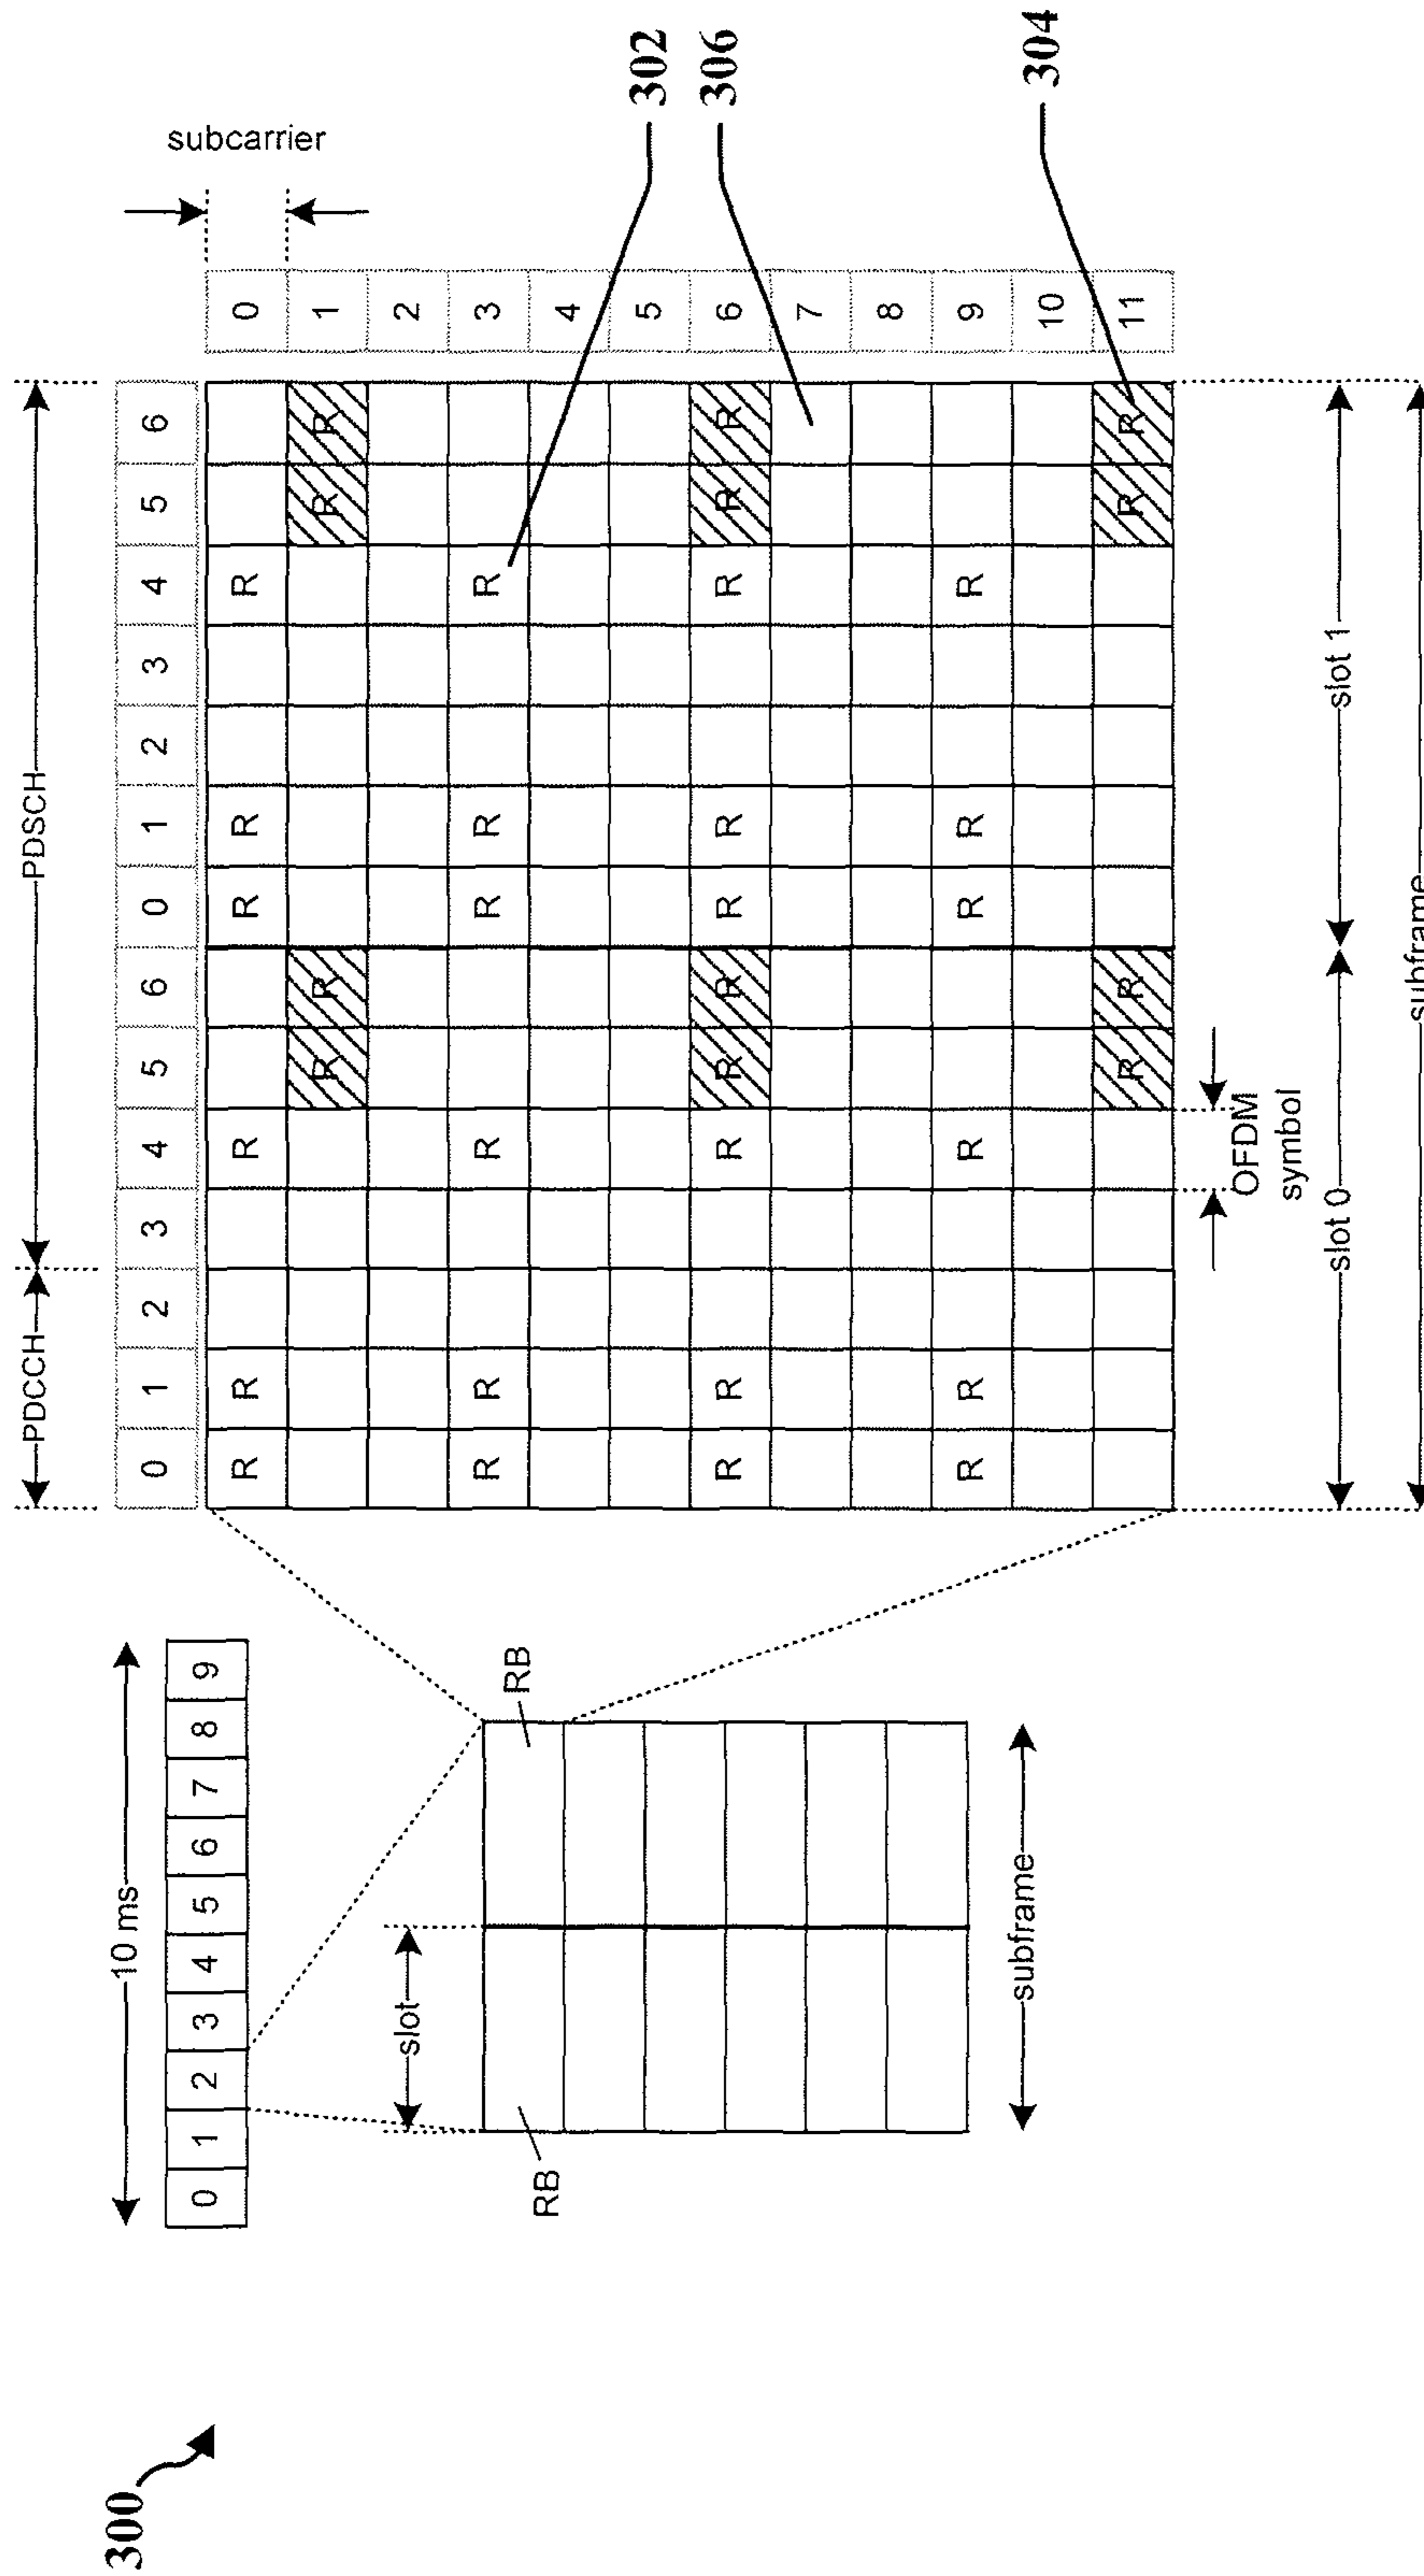 300
10 ms
0 1 2 3 4 5 6 7 8 9
slot
RB
RB
subframe
PDCCH PDSCH
0 1 2 3 4 5 6 0 1 2 3 4 5 6
subcarrier
R R R R R R 0
R R R R 1
2
R R R R R R 3
4
5
R R R R R R R R R R 6
7
8
R R R R R R 9
10
R R R R 11
302
306
304
OFDM
symbol
slot 0 slot 1
subframe